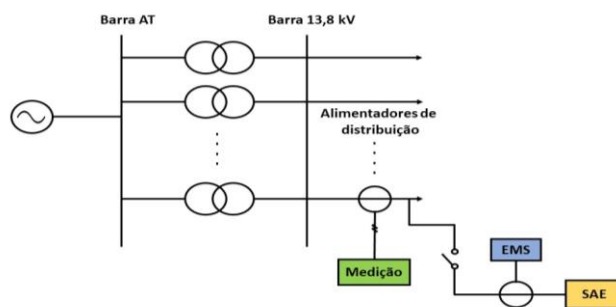 Barra AT
Barra 13,8 kV
Alimentadores de
distribuição
EMS
Medição
SAE